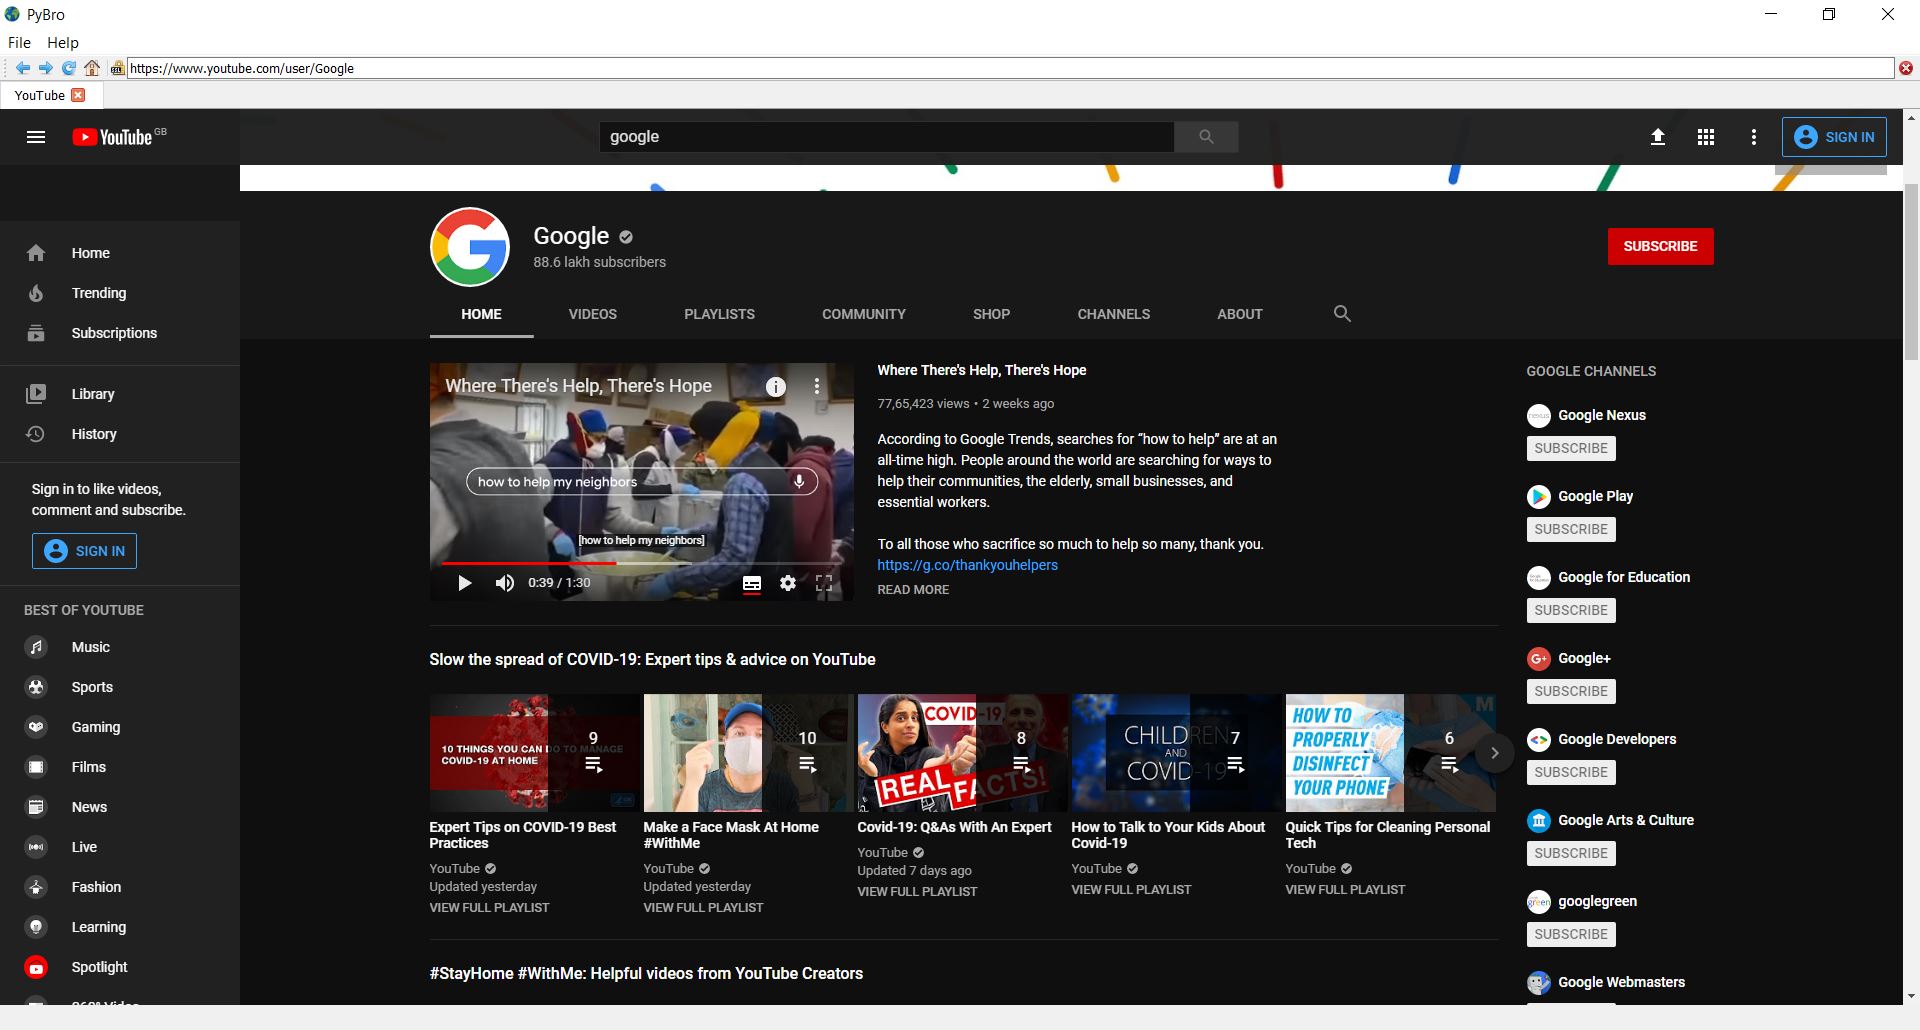 PyBro
File Help
https://www.youtube.com/user/Google
YouTube
YouTube GB
google
SIGN IN
Home
Trending
Subscriptions
Library
History
Sign in to like videos,
comment and subscribe.
SIGN IN
BEST OF YOUTUBE
Music
Sports
Gaming
Films
News
Live
Fashion
Learning
Spotlight
Google
88.6 lakh subscribers
SUBSCRIBE
HOME VIDEOS PLAYLISTS COMMUNITY SHOP CHANNELS ABOUT
Where There's Help, There's Hope
how to help my neighbors
[how to help my neighbors]
0:39 / 1:30
Where There's Help, There's Hope
77,65,423 views • 2 weeks ago
According to Google Trends, searches for “how to help” are at an
all-time high. People around the world are searching for ways to
help their communities, the elderly, small businesses, and
essential workers.
To all those who sacrifice so much to help so many, thank you.
https://g.co/thankyouhelpers
READ MORE
Slow the spread of COVID-19: Expert tips & advice on YouTube
10 THINGS YOU CAN DO TO MANAGE
COVID-19 AT HOME
9
Expert Tips on COVID-19 Best
Practices
YouTube
Updated yesterday
VIEW FULL PLAYLIST
10
Make a Face Mask At Home
#WithMe
YouTube
Updated yesterday
VIEW FULL PLAYLIST
COVID-19
REAL FACTS!
8
Covid-19: Q&As With An Expert
YouTube
Updated 7 days ago
VIEW FULL PLAYLIST
CHILDREN
AND
COVID-19
7
How to Talk to Your Kids About
Covid-19
YouTube
VIEW FULL PLAYLIST
HOW TO
PROPERLY
DISINFECT
YOUR PHONE
M
6
Quick Tips for Cleaning Personal
Tech
YouTube
VIEW FULL PLAYLIST
#StayHome #WithMe: Helpful videos from YouTube Creators
GOOGLE CHANNELS
Google Nexus
SUBSCRIBE
Google Play
SUBSCRIBE
Google for Education
SUBSCRIBE
G+
Google+
SUBSCRIBE
Google Developers
SUBSCRIBE
Google Arts & Culture
SUBSCRIBE
green
googlegreen
SUBSCRIBE
Google Webmasters